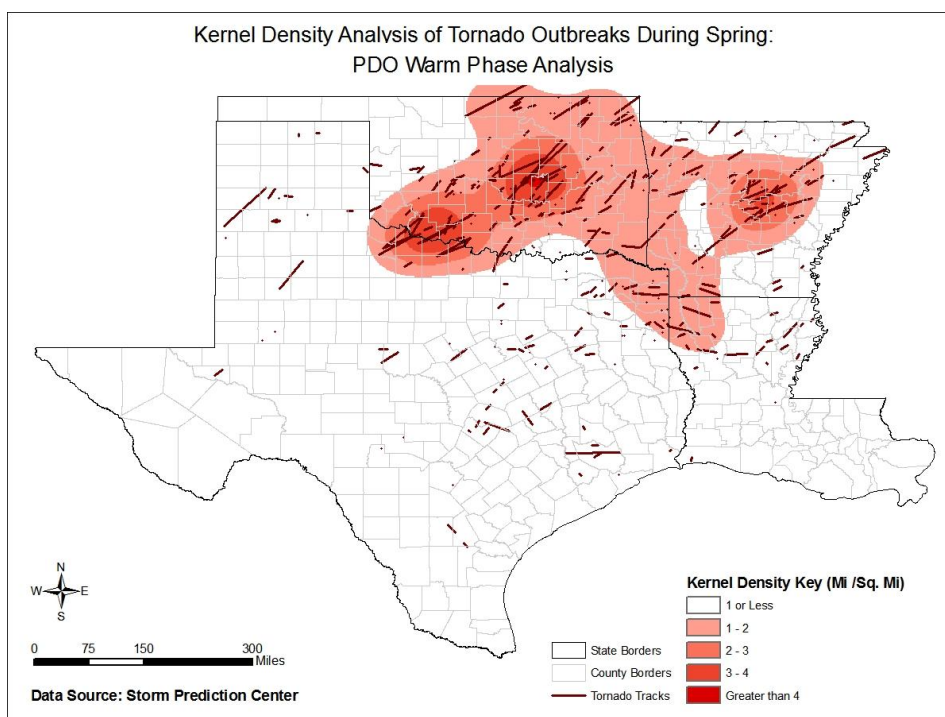 Kernel Density Analysis of Tornado Outbreaks During Spring:
PDO Warm Phase Analysis
N
W E
S
0 75 150 300
Miles
Data Source: Storm Prediction Center
State Borders
County Borders
Tornado Tracks
Kernel Density Key (Mi /Sq. Mi)
1 or Less
1 - 2
2 - 3
3 - 4
Greater than 4